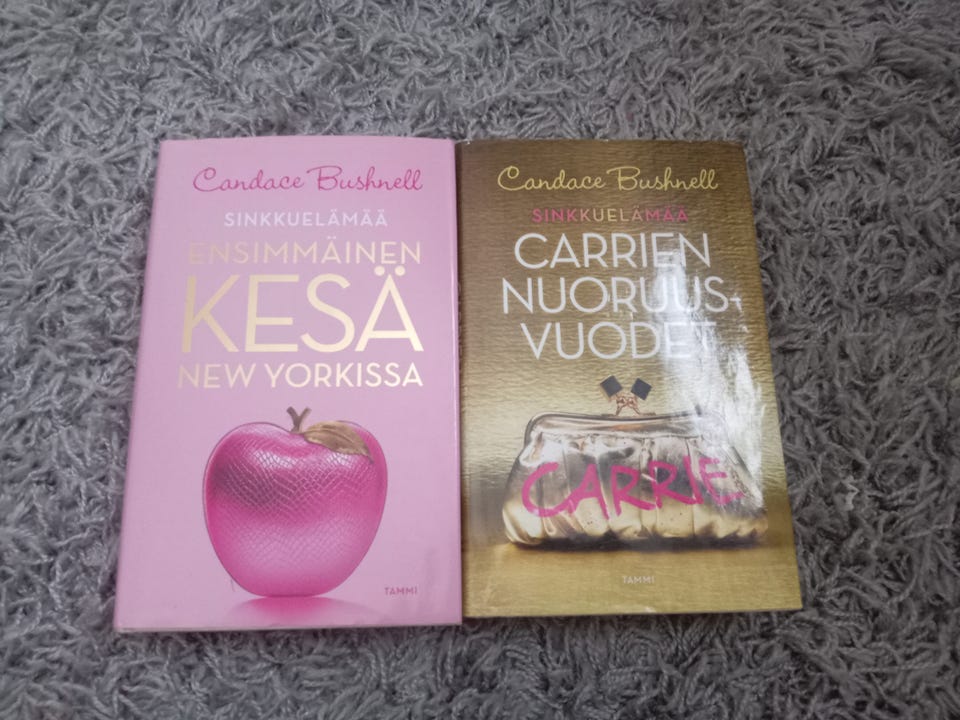 Candace Bushnell
SINKKUELÄMÄÄ
ENSIMMÄINEN
KESÄ
NEW YORKISSA
TAMMI
Candace Bushnell
SINKKUELÄMÄÄ
CARRIEN
NUORUUS-
VUODET
CARRIE
TAMMI